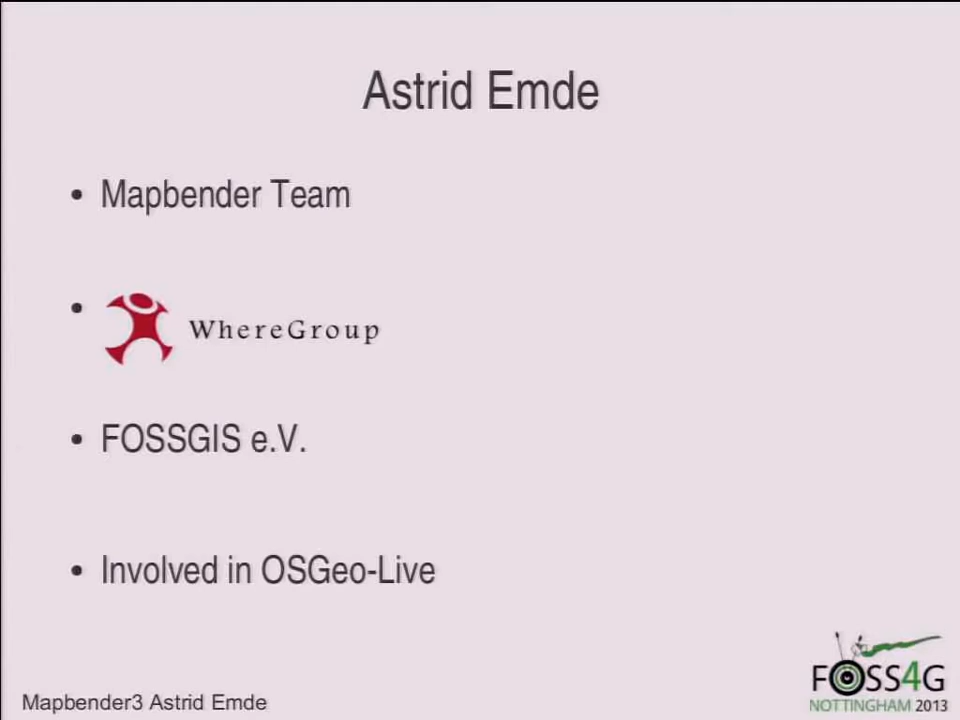 Astrid Emde
• Mapbender Team
• WhereGroup
• FOSSGIS e.V.
• Involved in OSGeo-Live
Mapbender3 Astrid Emde
FOSS4G
NOTTINGHAM 2013